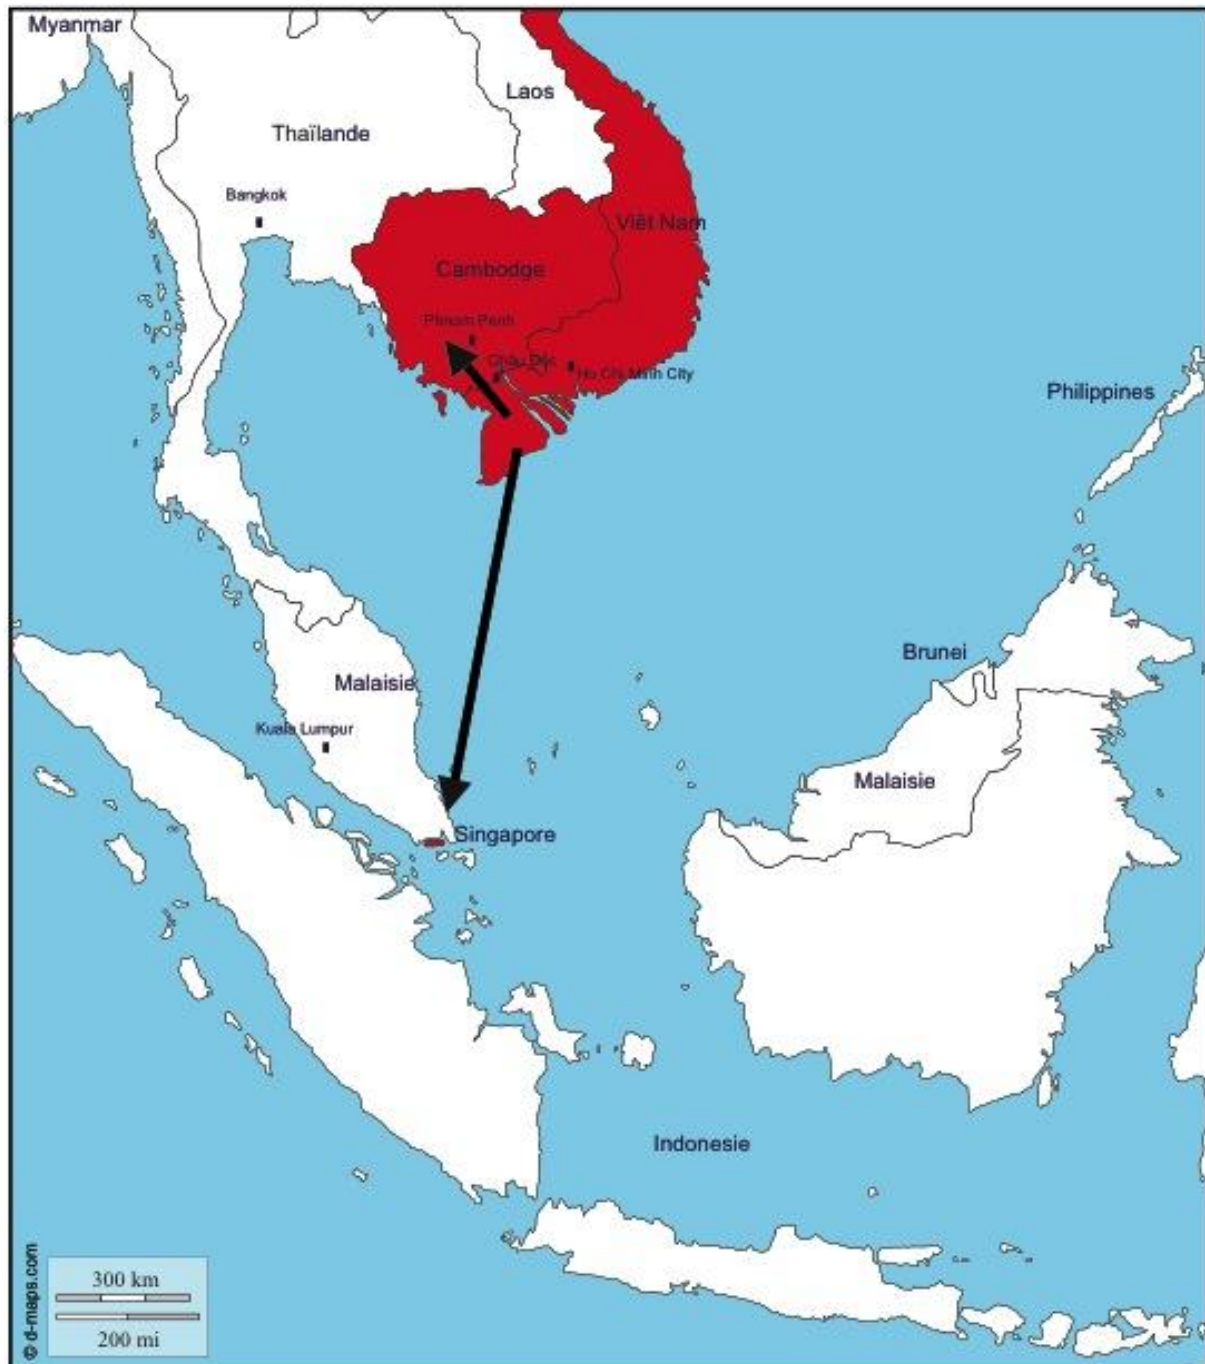 Myanmar
Laos
Thaïlande
Bangkok
Viêt Nam
Cambodge
Phnom Penh
Châu Dôc
Ho Chi Minh City
Philippines
Brunei
Malaisie
Kuala Lumpur
Malaisie
Singapore
Indonesie
300 km
200 mi
© d-maps.com